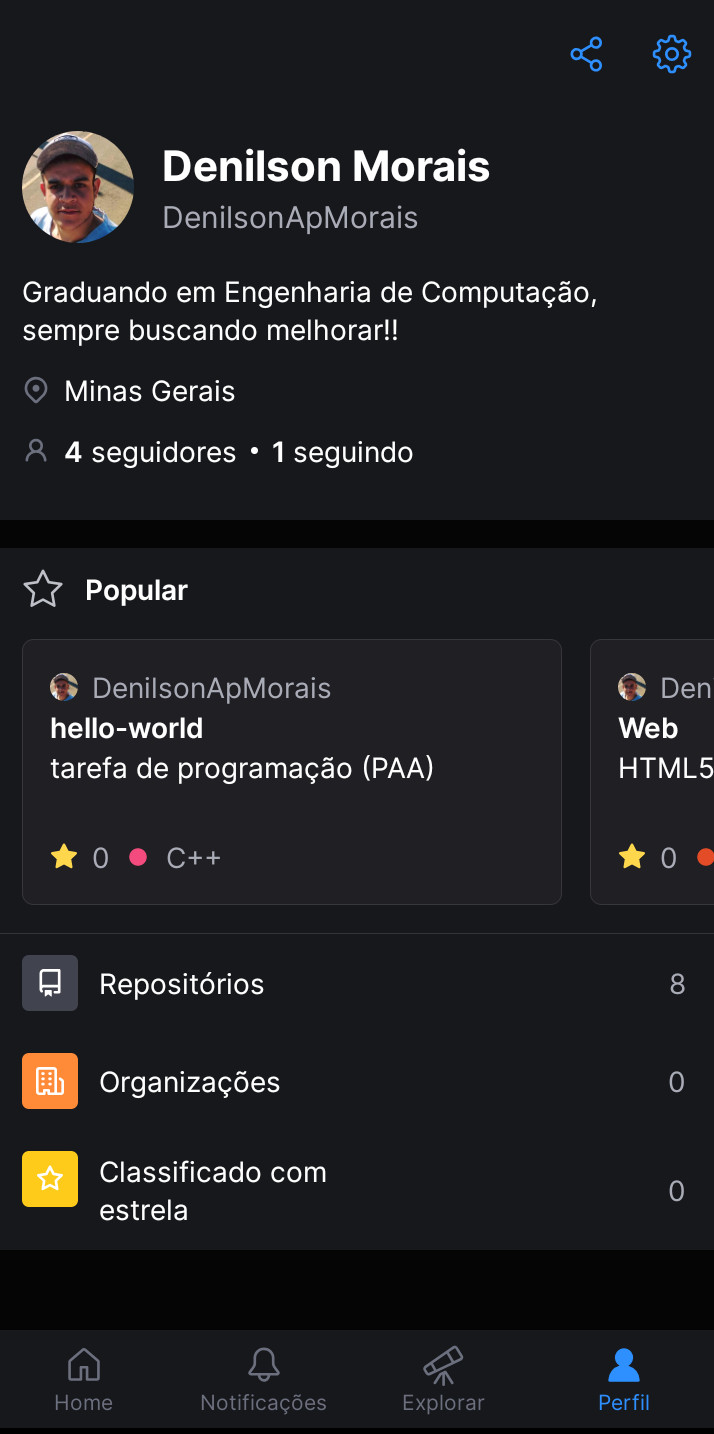 Denilson Morais
DenilsonApMorais
Graduando em Engenharia de Computação,
sempre buscando melhorar!!
Minas Gerais
4 seguidores • 1 seguindo
Popular
DenilsonApMorais
hello-world
tarefa de programação (PAA)
0 C++
Den
Web
HTML5
0
Repositórios 8
Organizações 0
Classificado com
estrela 0
Home Notificações Explorar Perfil